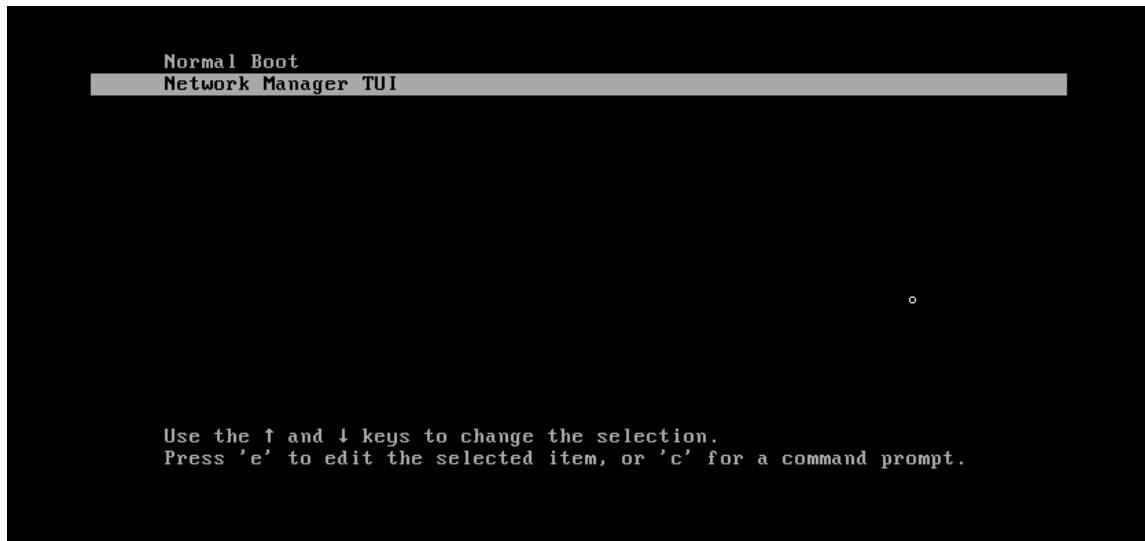 Normal Boot
Network Manager TUI
Use the ↑ and ↓ keys to change the selection.
Press 'e' to edit the selected item, or 'c' for a command prompt.